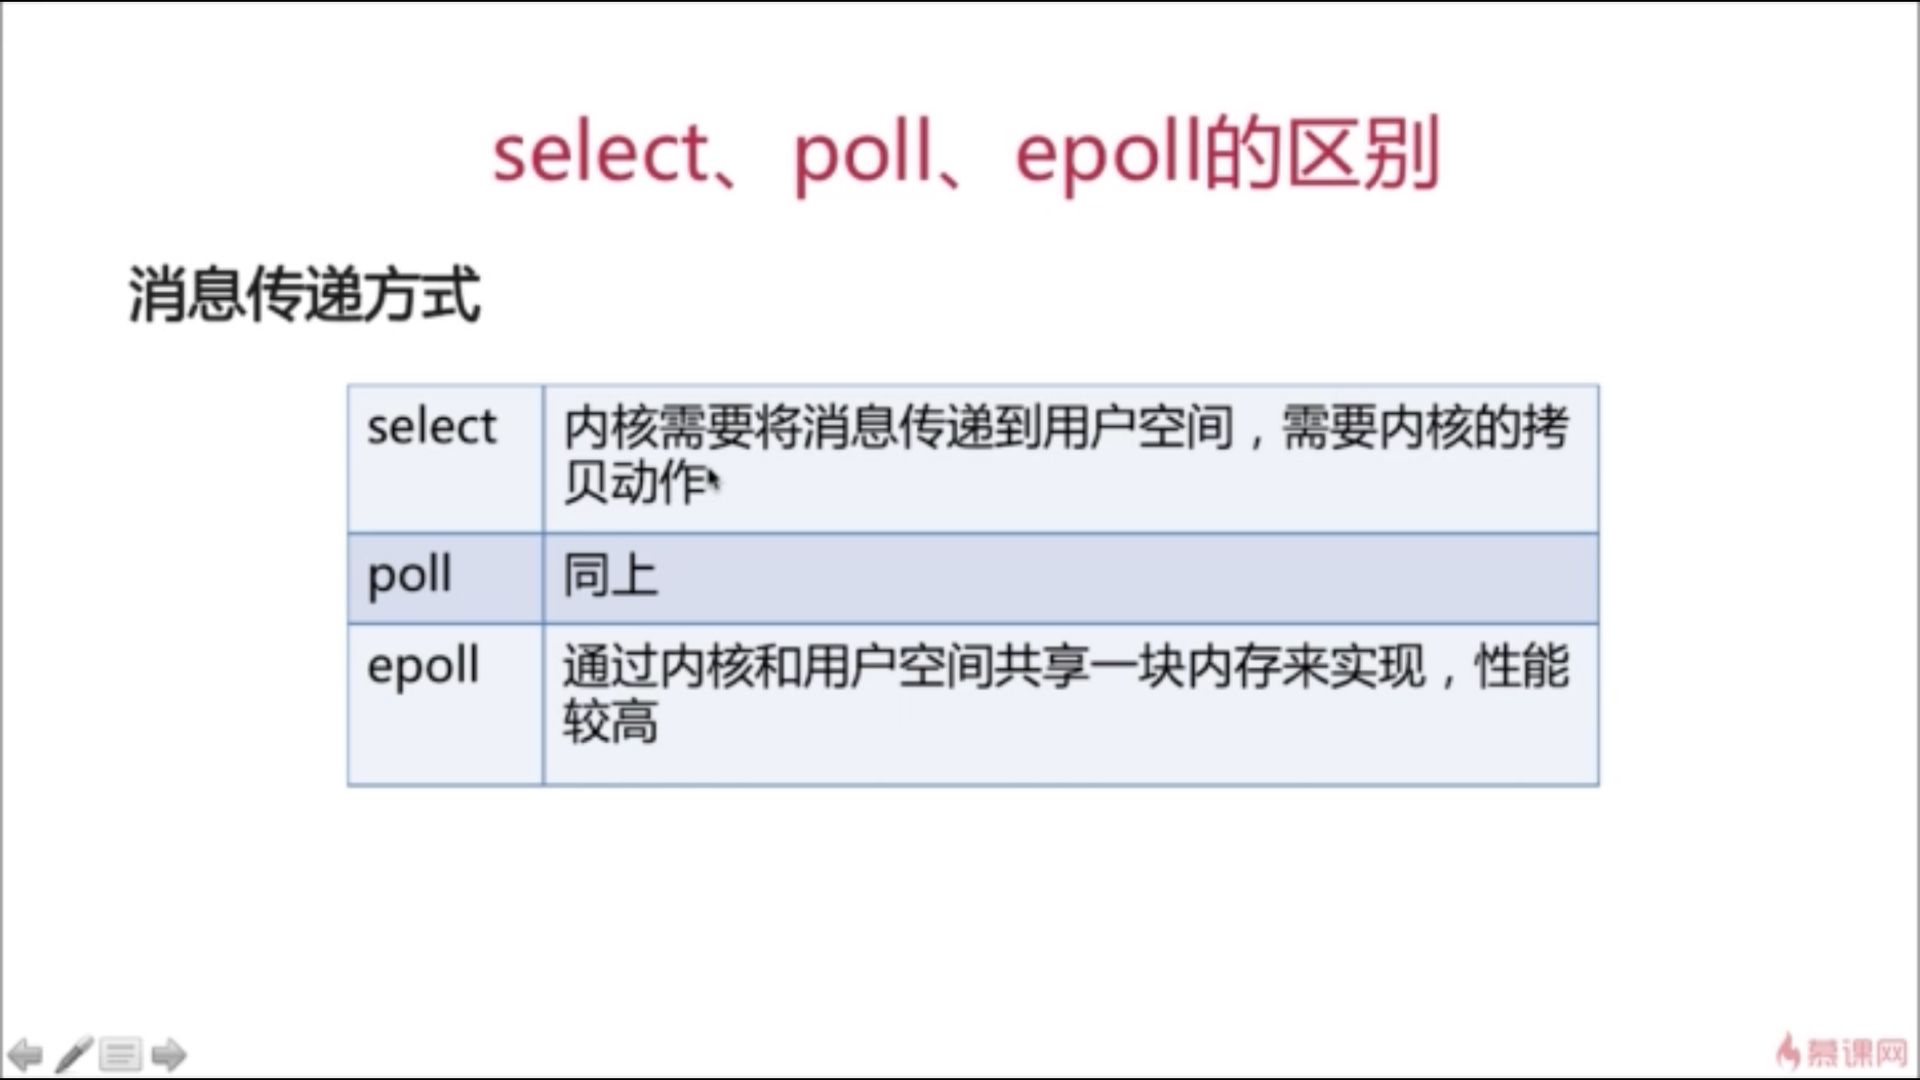 select、poll、epoll的区别
消息传递方式
select
内核需要将消息传递到用户空间，需要内核的拷
贝动作
poll
同上
epoll
通过内核和用户空间共享一块内存来实现，性能
较高
慕课网